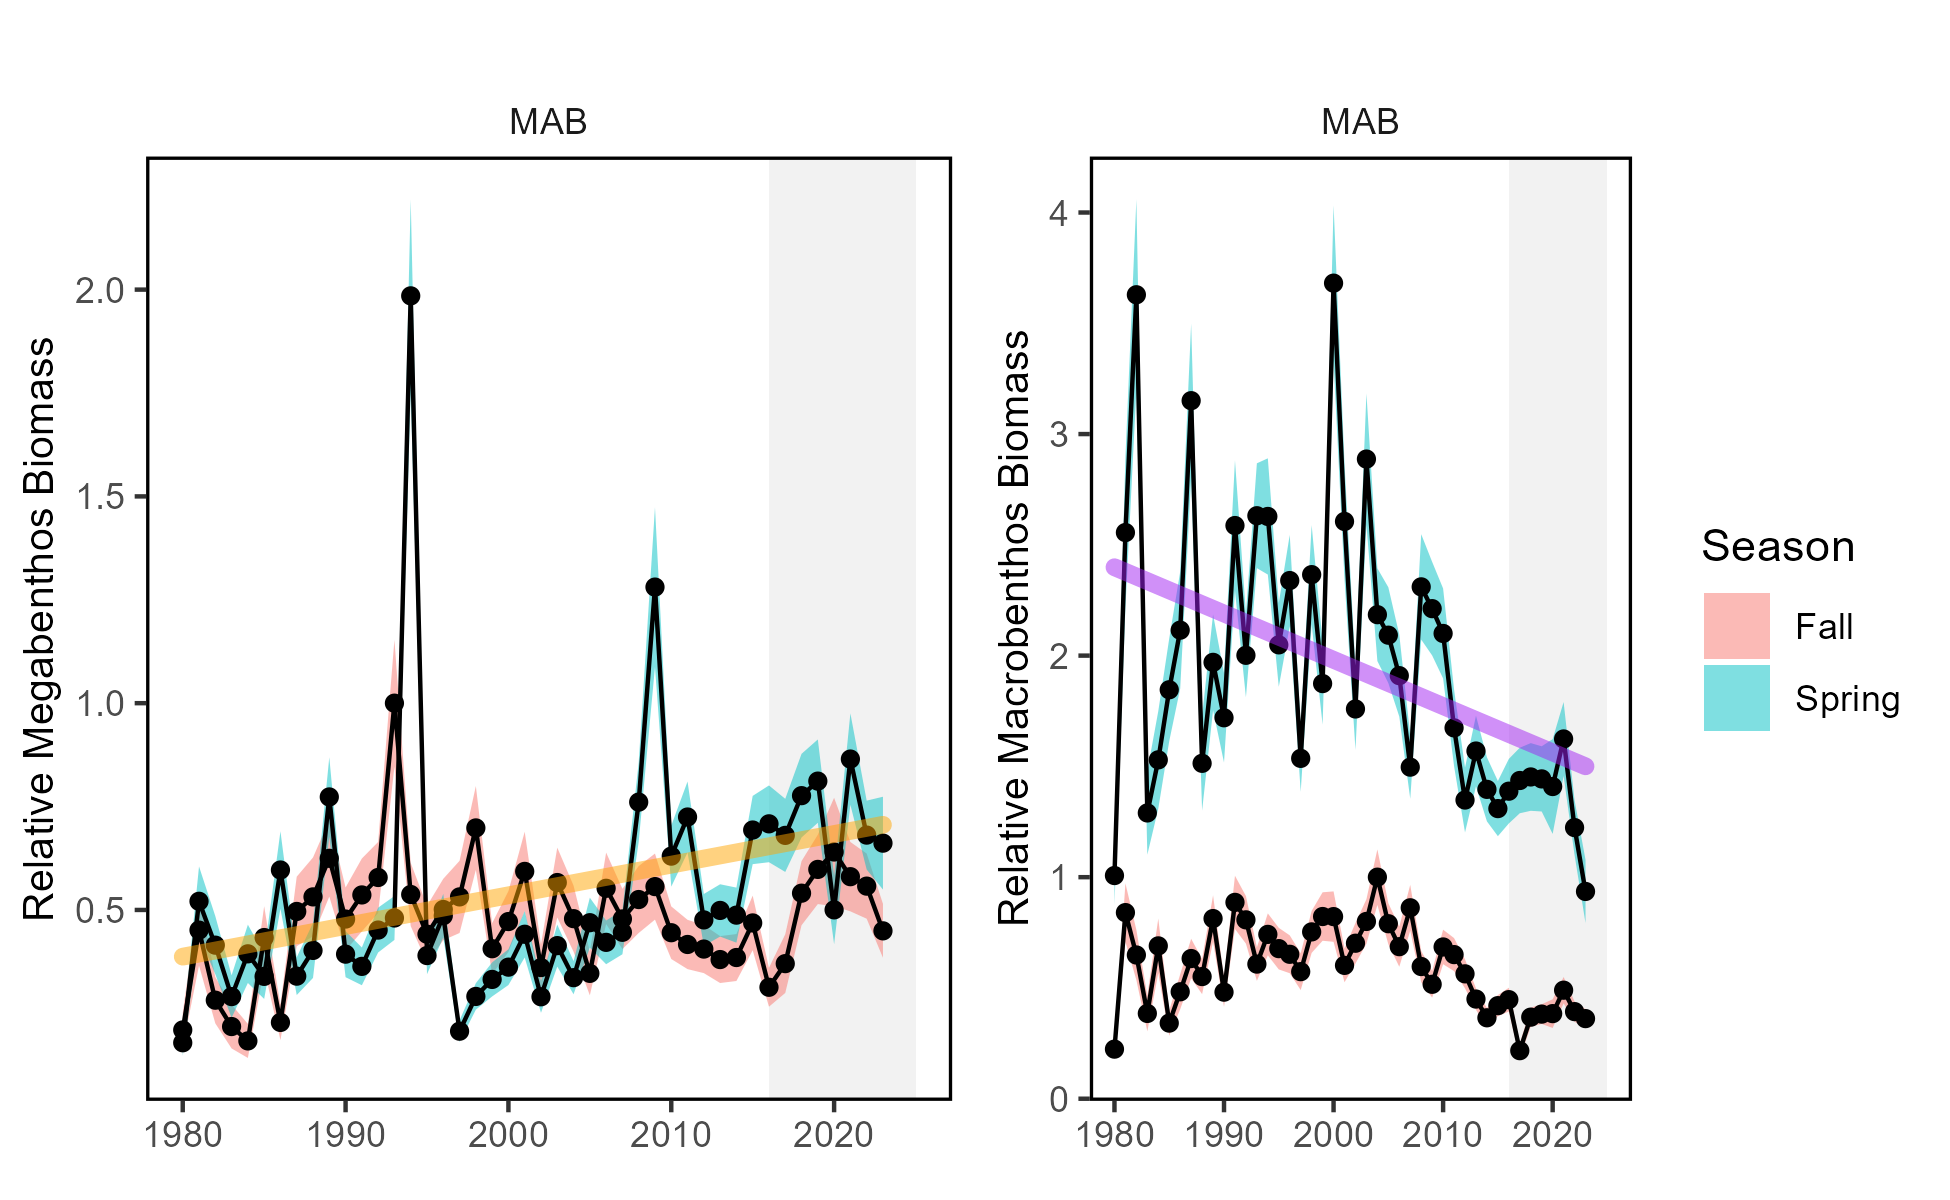 MAB
Relative Megabenthos Biomass
2.0
1.5
1.0
0.5
1980 1990 2000 2010 2020
MAB
Relative Macrobenthos Biomass
4
3
2
1
0
1980 1990 2000 2010 2020
Season
Fall
Spring